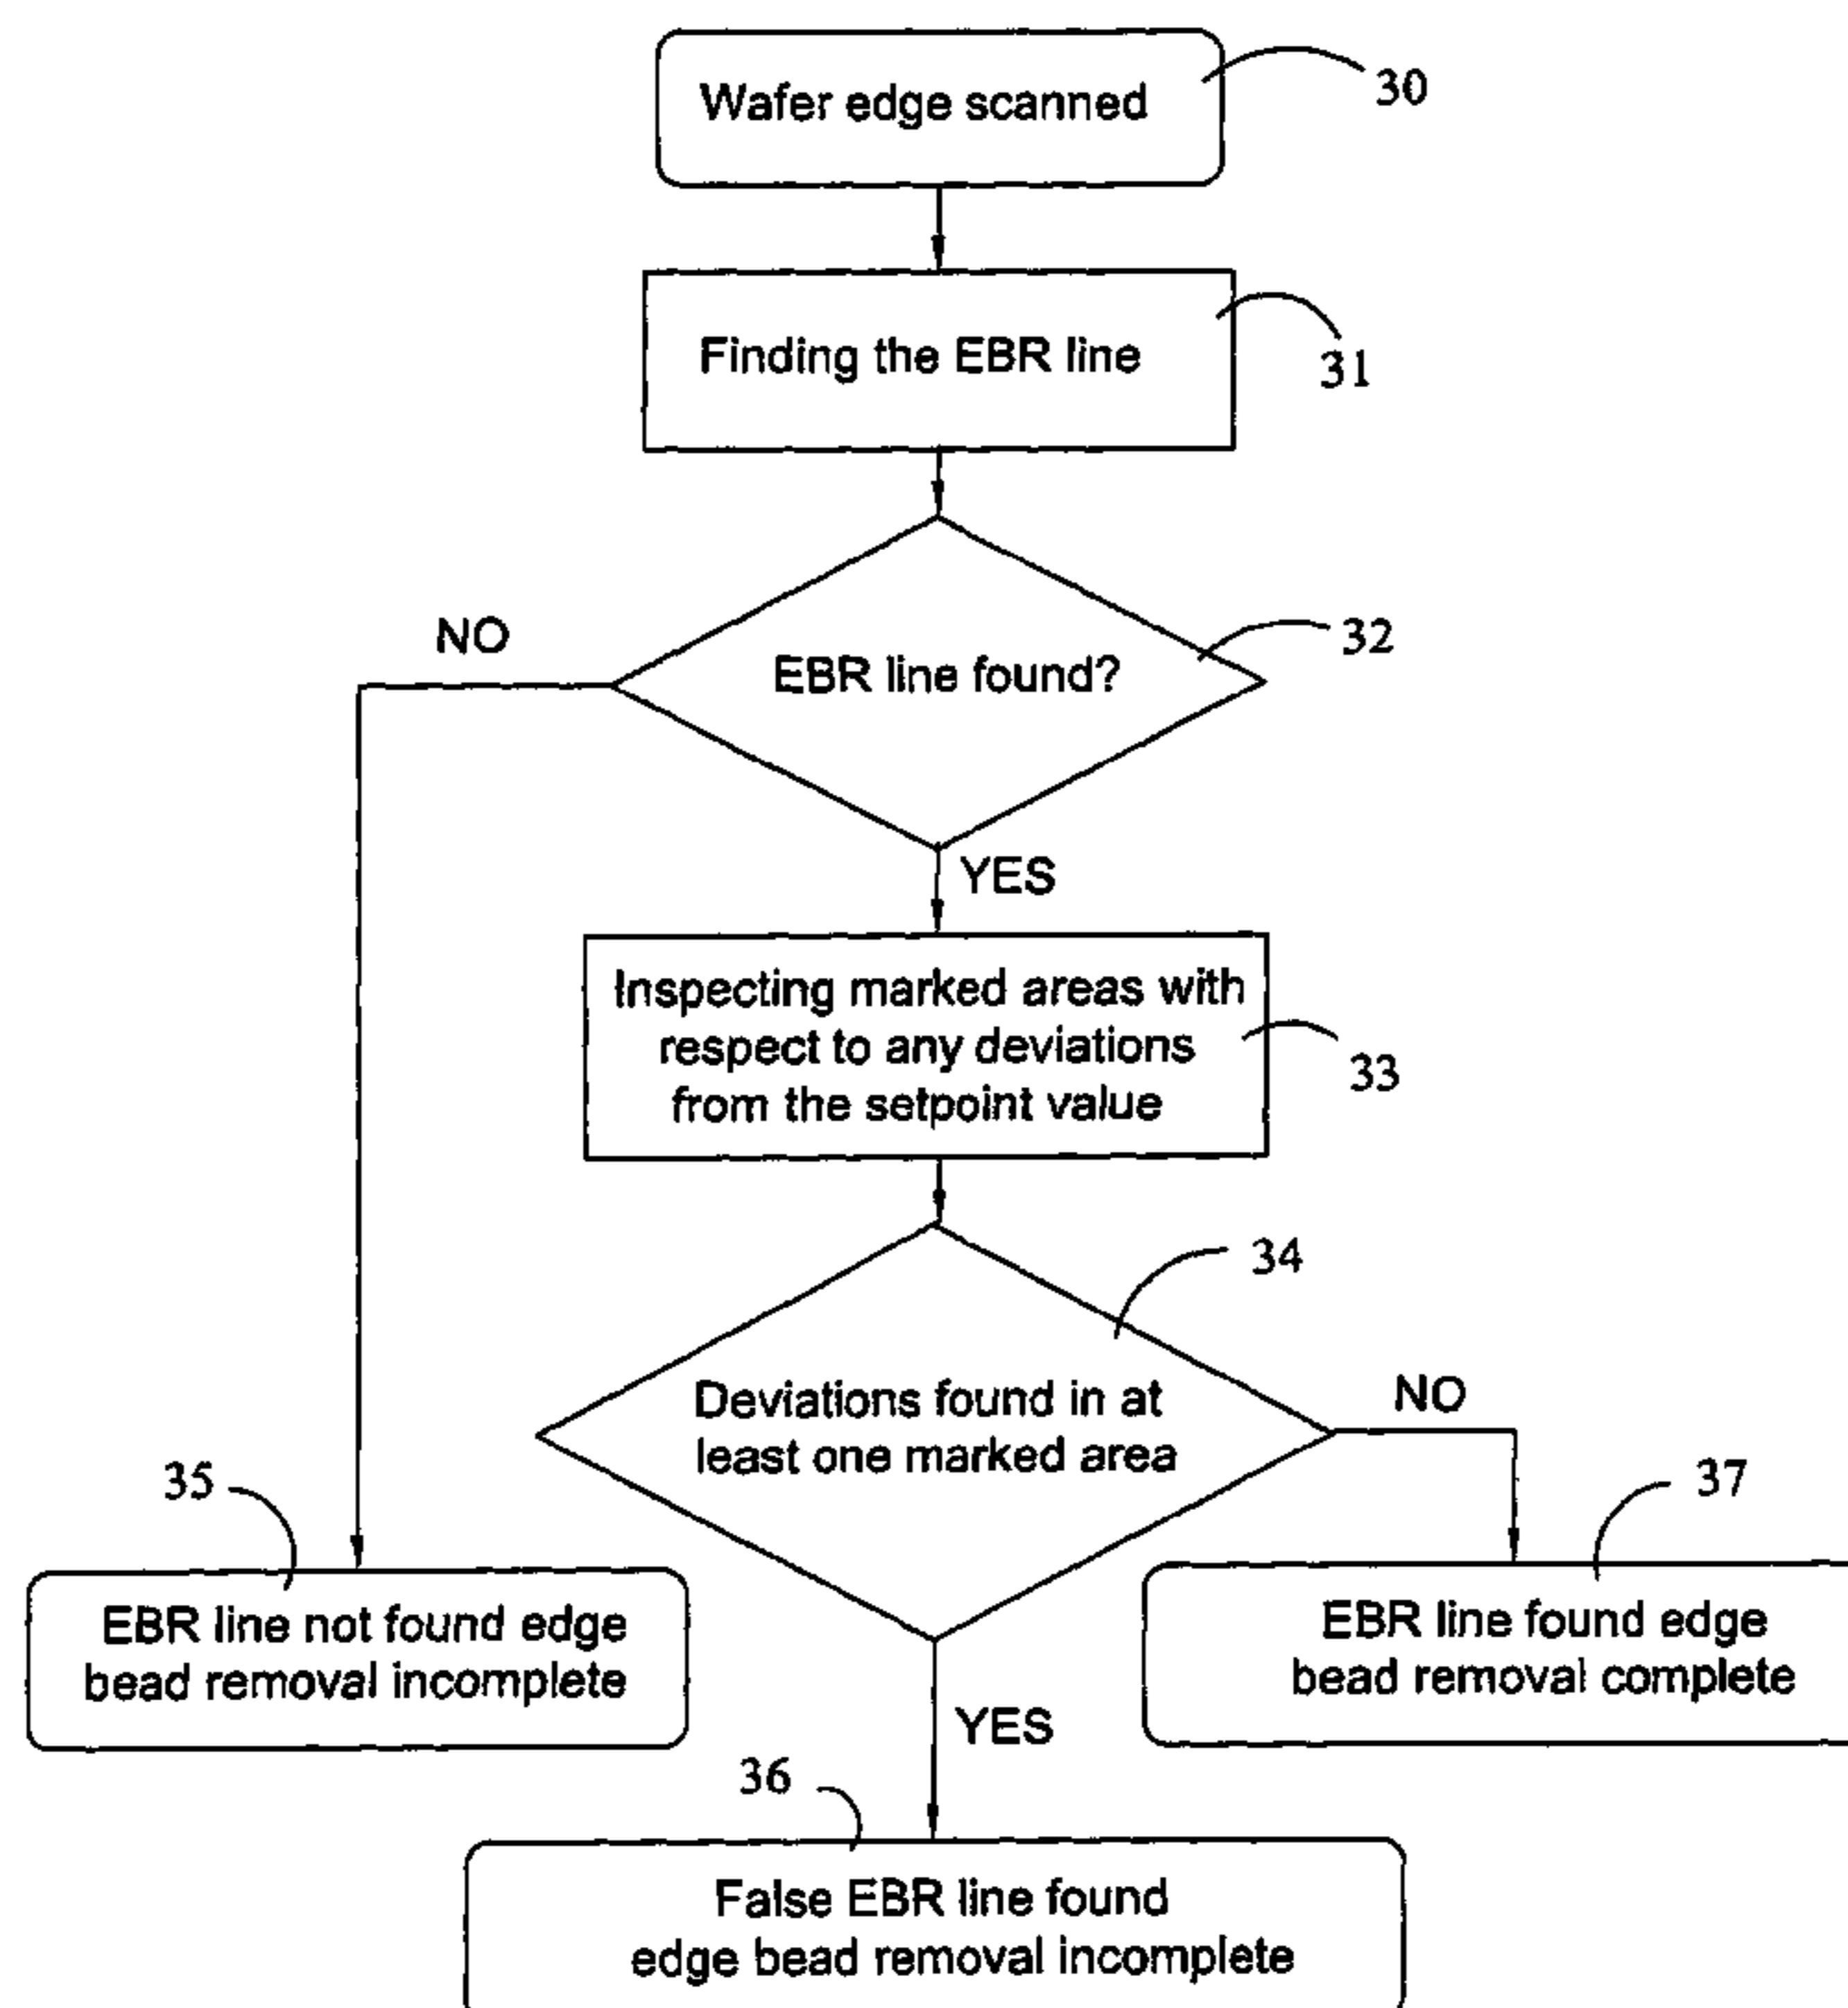 Wafer edge scanned
30
Finding the EBR line
31
EBR line found?
32
NO
YES
Inspecting marked areas with
respect to any deviations
from the setpoint value
33
34
Deviations found in at
least one marked area
NO
35
EBR line not found edge
bead removal incomplete
37
EBR line found edge
bead removal complete
YES
36
False EBR line found
edge bead removal incomplete